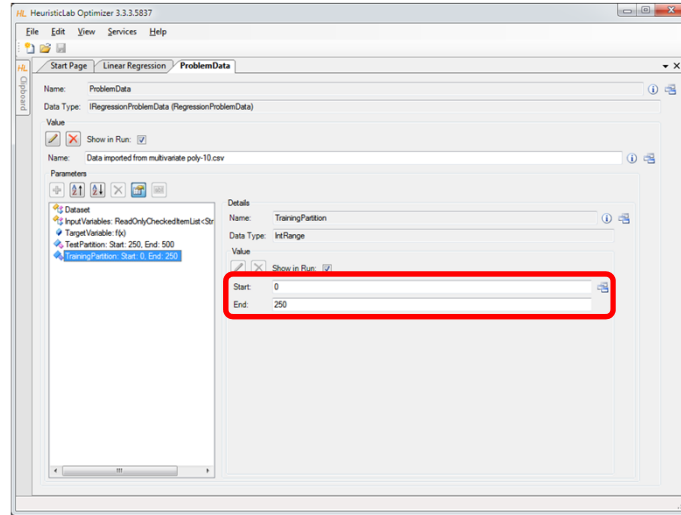 HL HeuristicLab Optimizer 3.3.3.5837
File Edit View Services Help
HL Start Page Linear Regression ProblemData
Clipboard
Name: ProblemData
Data Type: IRegressionProblemData (RegressionProblemData)
Value
Show in Run:
Name: Data imported from multivariate poly-10.csv
Parameters
Dataset
InputVariables: ReadOnlyCheckedItemList<Str
TargetVariable: f(x)
TestPartition: Start: 250, End: 500
TrainingPartition: Start: 0, End: 250
Details
Name: TrainingPartition
Data Type: IntRange
Value
Show in Run:
Start: 0
End: 250